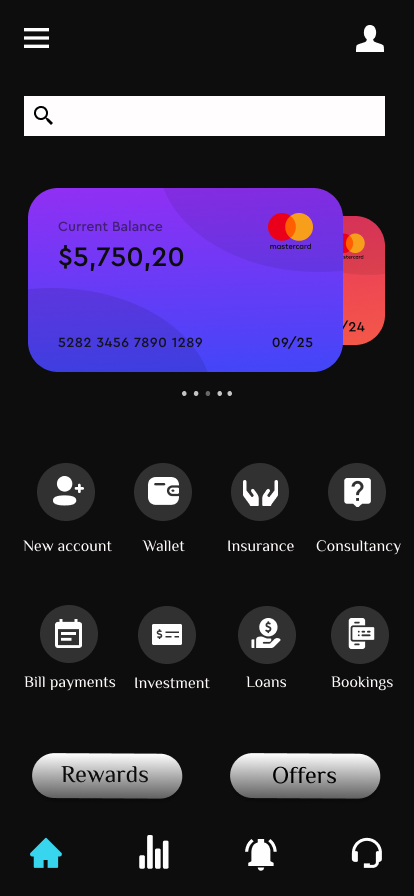 Current Balance
$5,750,20
mastercard
5282 3456 7890 1289
09/25
/24
New account
Wallet
Insurance
Consultancy
Bill payments
Investment
Loans
Bookings
Rewards
Offers